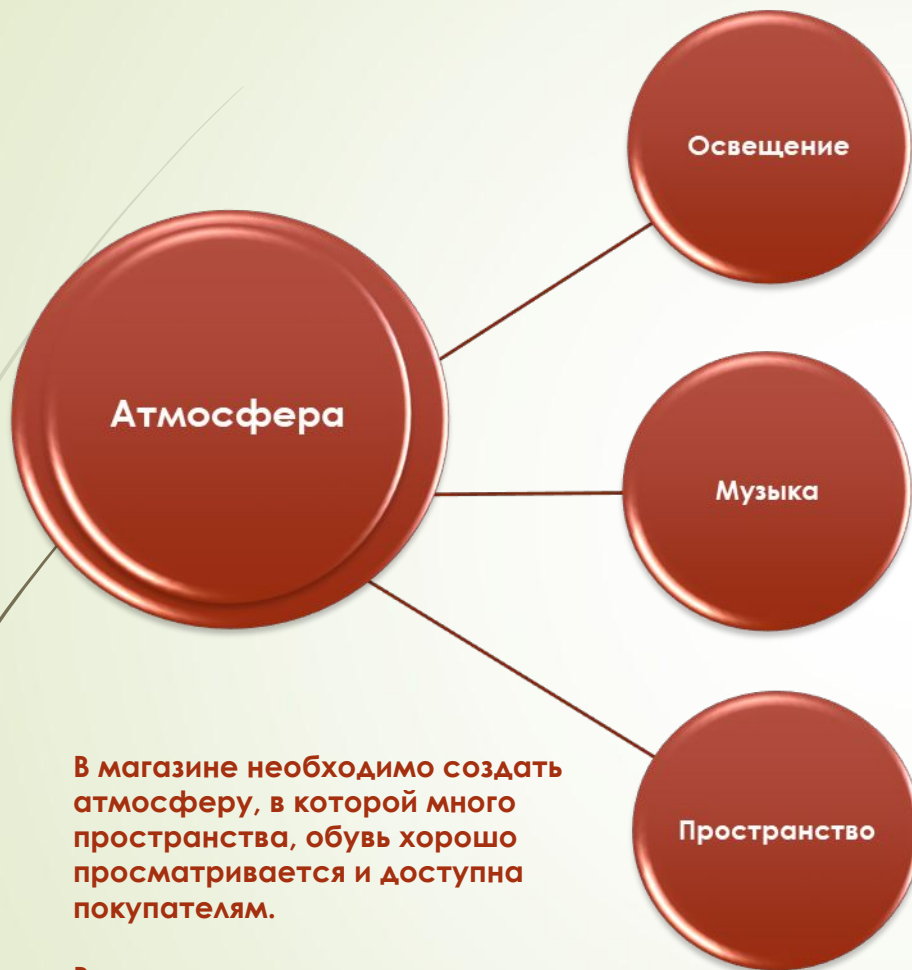 Освещение
Атмосфера
Музыка
Пространство
В магазине необходимо создать
атмосферу, в которой много
пространства, обувь хорошо
просматривается и доступна
покупателям.